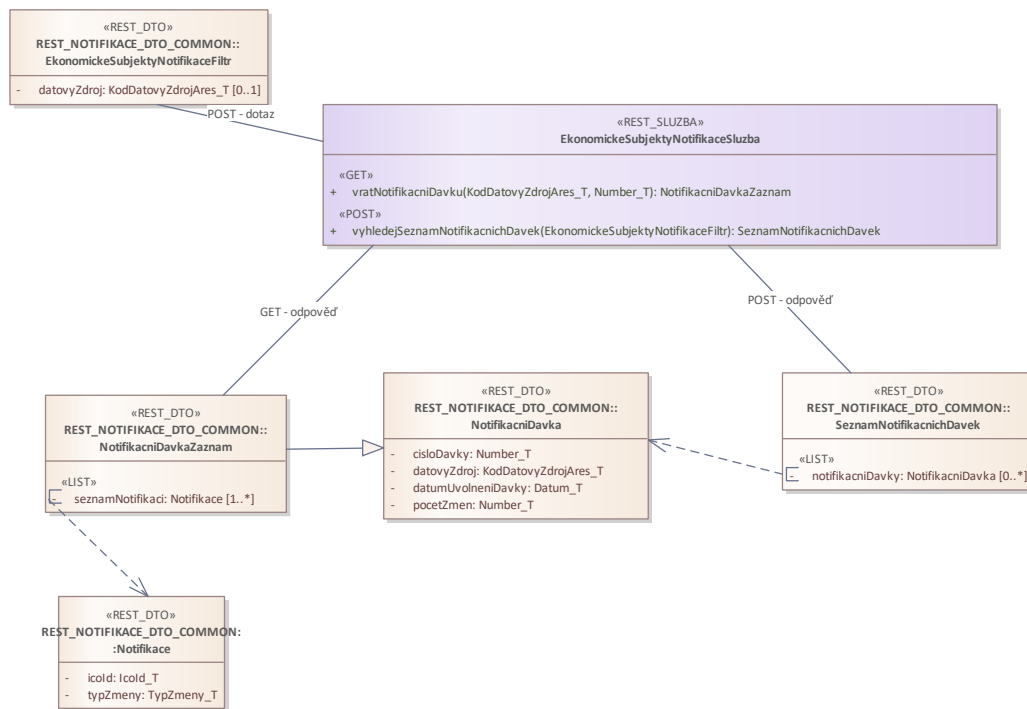 «REST_DTO»
REST_NOTIFIKACE_DTO_COMMON::
EkonomickeSubjektyNotifikaceFiltr
- datovyZdroj: KodDatovyZdrojAres_T [0..1]
POST - dotaz
«REST_SLUZBA»
EkonomickeSubjektyNotifikaceSluzba
«GET»
+ vratNotifikacniDavku(KodDatovyZdrojAres_T, Number_T): NotifikacniDavkaZaznam
«POST»
+ vyhledejSeznamNotifikacnichDavek(EkonomickeSubjektyNotifikaceFiltr): SeznamNotifikacnichDavek
GET - odpověď
POST - odpověď
«REST_DTO»
REST_NOTIFIKACE_DTO_COMMON::
NotifikacniDavkaZaznam
«LIST»
- seznamNotifikaci: Notifikace [1..*]
«REST_DTO»
REST_NOTIFIKACE_DTO_COMMON::
NotifikacniDavka
- cisloDavky: Number_T
- datovyZdroj: KodDatovyZdrojAres_T
- datumUvolneniDavky: Datum_T
- pocetZmen: Number_T
«REST_DTO»
REST_NOTIFIKACE_DTO_COMMON::
SeznamNotifikacnichDavek
«LIST»
- notifikacniDavky: NotifikacniDavka [0..*]
«REST_DTO»
REST_NOTIFIKACE_DTO_COMMON:
:Notifikace
- icoId: IcoId_T
- typZmeny: TypZmeny_T